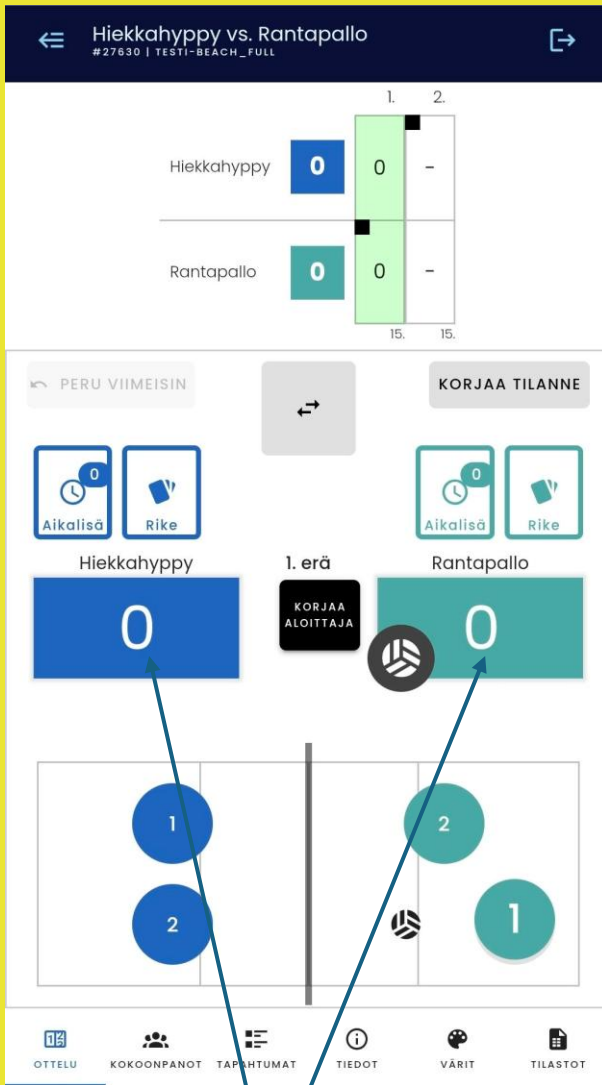 Hiekkahyppy vs. Rantapallo
#27630 | TESTI-BEACH_FULL
1. 2.
Hiekkahyppy 0 0 -
Rantapallo 0 0 -
15. 15.
PERU VIIMEISIN
KORJAA TILANNE
0 0
Aikalisä Rike Aikalisä Rike
Hiekkahyppy 1. erä Rantapallo
0 KORJAA ALOITTAJA 0
1 2
2 1
OTTELU KOKOONPANOT TAPAHTUMAT TIEDOT VÄRIT TILASTOT